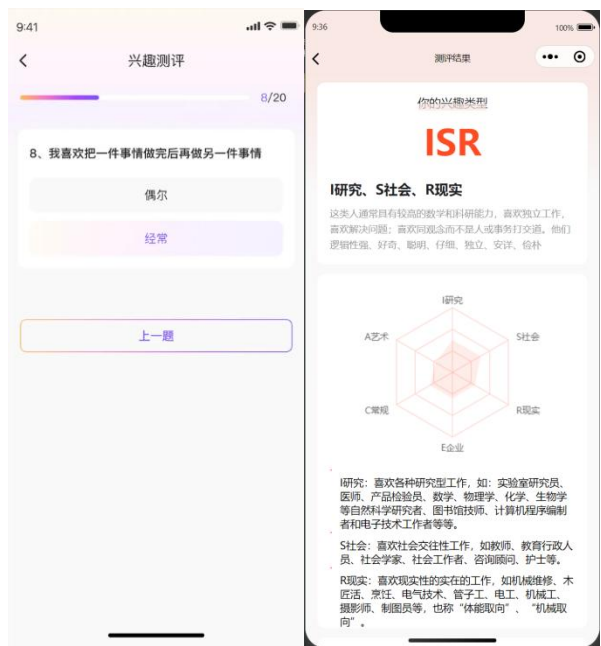 9:41
兴趣测评
8/20
8、我喜欢把一件事情做完后再做另一件事情
偶尔
经常
上一题
9:36
100%
测评结果
你的兴趣类型
ISR
I研究、S社会、R现实
这类人通常具有较高的数学和科研能力，喜欢独立工作，
喜欢解决问题；喜欢同观念而不是人或事务打交道。他们
逻辑性强、好奇、聪明、仔细、独立、安详、俭朴
I研究
A艺术
S社会
C常规
R现实
E企业
I研究：喜欢各种研究型工作，如：实验室研究员、
医师、产品检验员、数学、物理学、化学、生物学
等自然科学研究者、图书馆技师、计算机程序编制
者和电子技术工作者等等。
S社会：喜欢社会交往性工作，如教师、教育行政人
员、社会学家、社会工作者、咨询顾问、护士等。
R现实：喜欢现实性的实在的工作，如机械维修、木
匠活、烹饪、电气技术、管子工、电工、机械工、
摄影师、制图员等，也称“体能取向”、“机械取
向”。